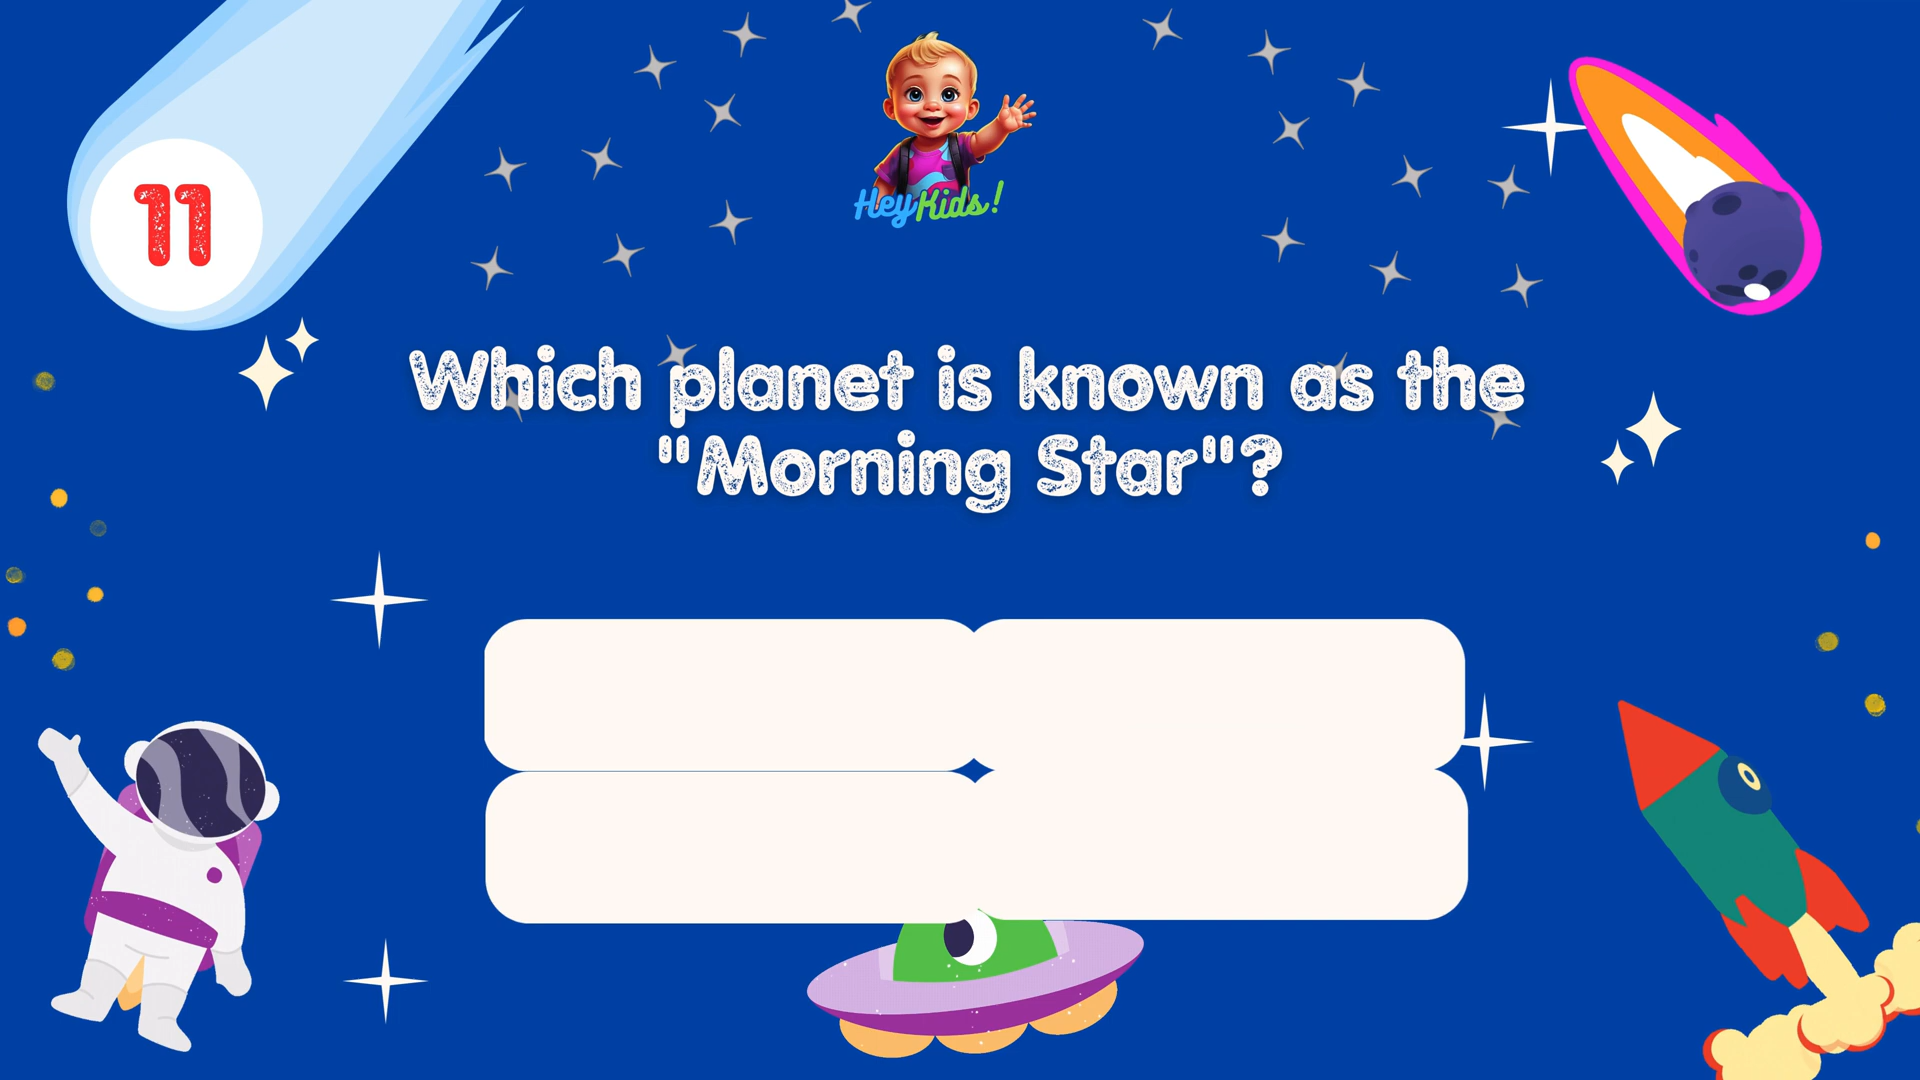 11
HeyKids!
Which planet is known as the
"Morning Star"?